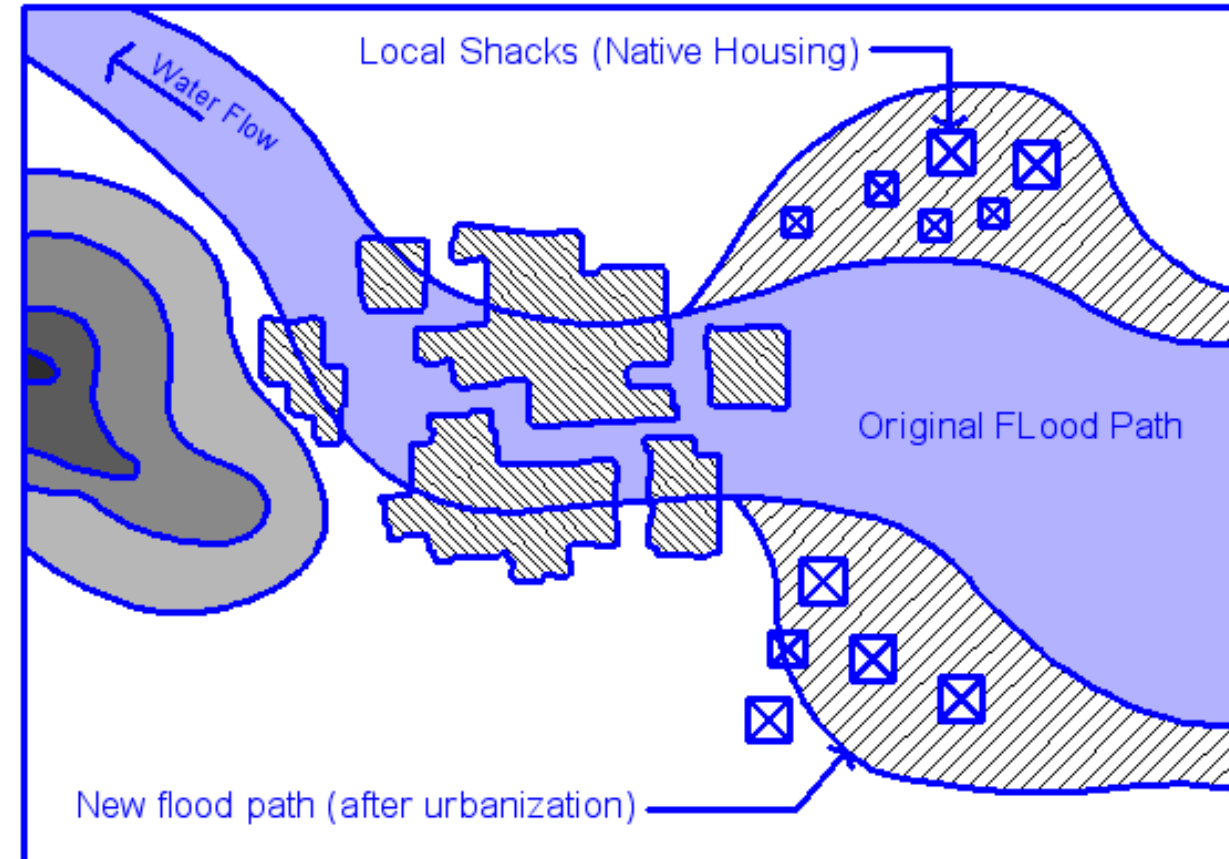 Local Shacks (Native Housing)
Water Flow
Original FLood Path
New flood path (after urbanization)